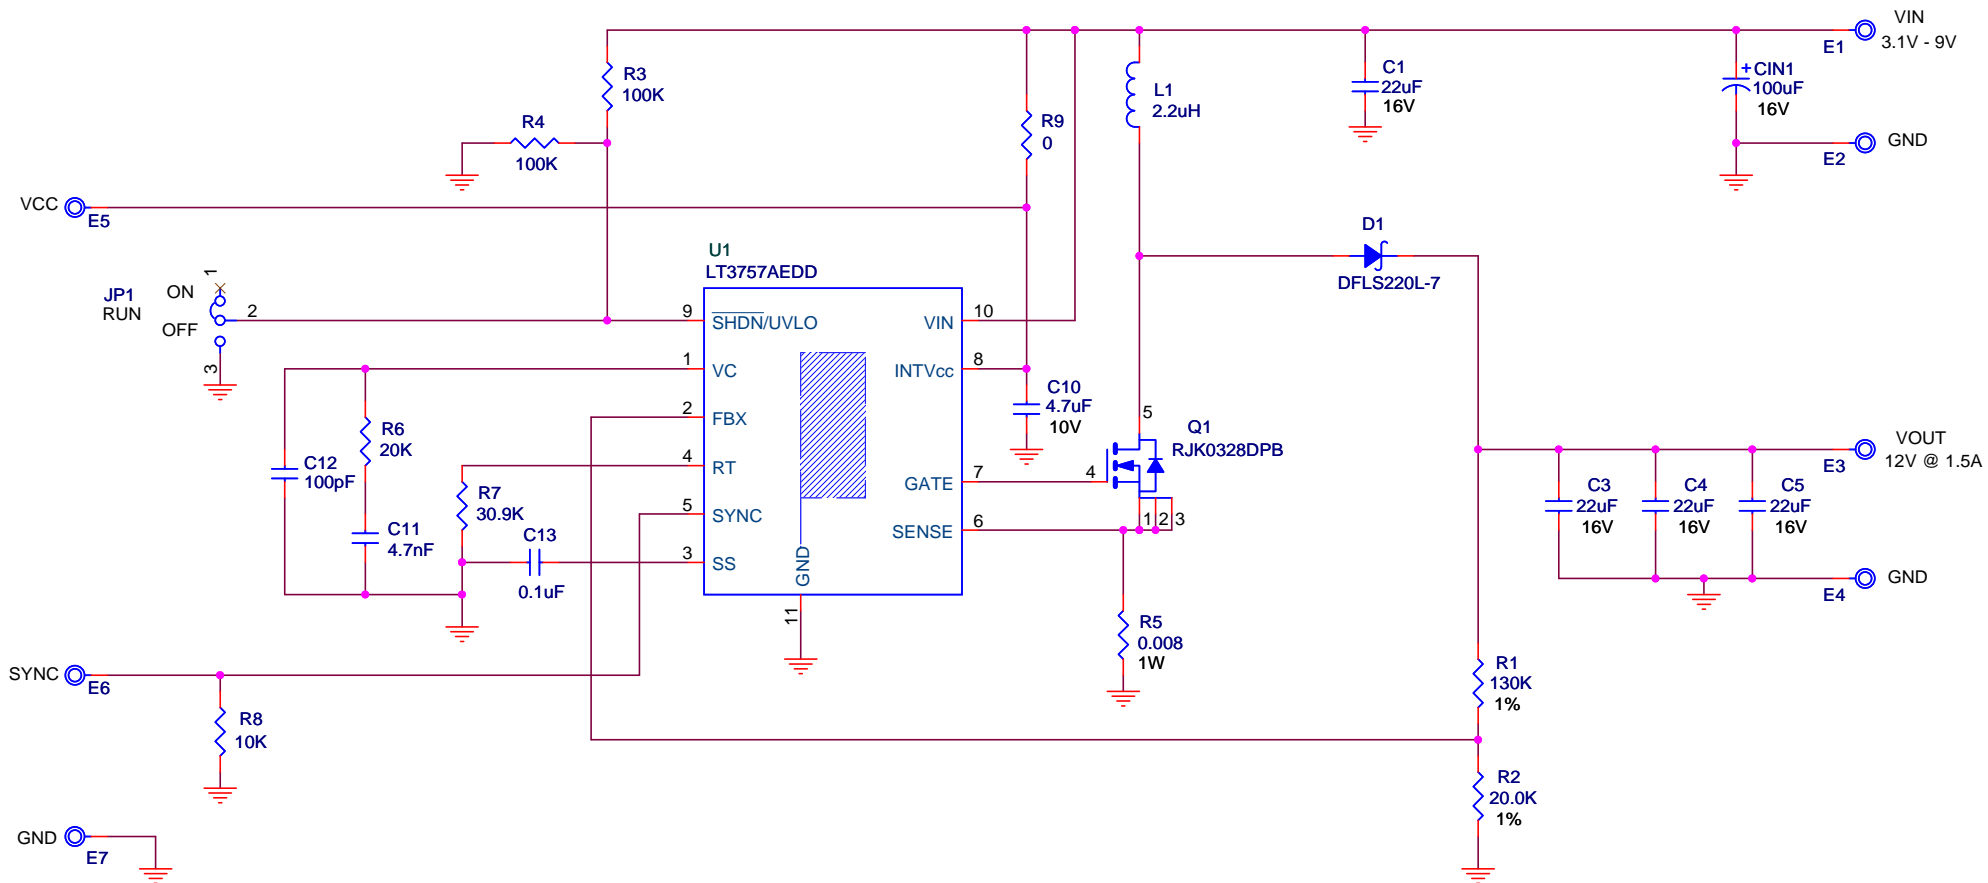 VIN
3.1V - 9V
E1
R3
100K
R4
100K
R9
0
L1
2.2uH
C1
22uF
16V
+
CIN1
100uF
16V
GND
E2
VCC
E5
D1
DFLS220L-7
U1
LT3757AEDD
JP1
RUN
ON
OFF
1
2
3
9
SHDN/UVLO
VIN
10
1
VC
INTVcc
8
2
FBX
4
RT
5
SYNC
GATE
7
3
SS
SENSE
6
GND
11
C10
4.7uF
10V
Q1
RJK0328DPB
5
4
1
2
3
R6
20K
C12
100pF
C11
4.7nF
R7
30.9K
C13
0.1uF
VOUT
12V @ 1.5A
E3
C3
22uF
16V
C4
22uF
16V
C5
22uF
16V
GND
E4
R5
0.008
1W
R1
130K
1%
R2
20.0K
1%
SYNC
E6
R8
10K
GND
E7